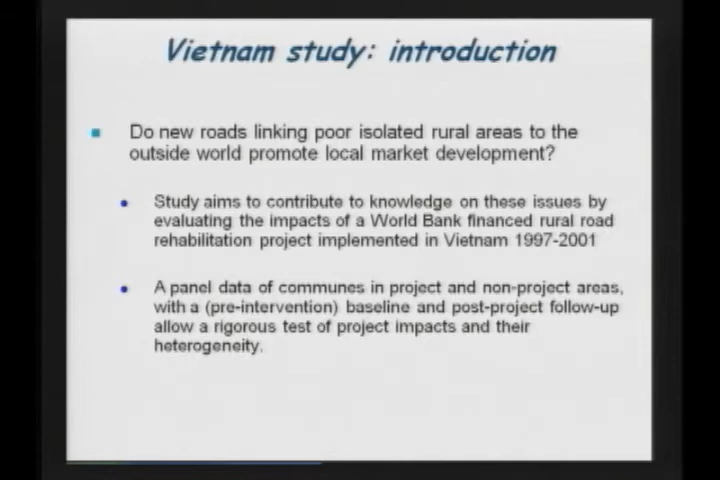 Vietnam study: introduction
Do new roads linking poor isolated rural areas to the
outside world promote local market development?
Study aims to contribute to knowledge on these issues by
evaluating the impacts of a World Bank financed rural road
rehabilitation project implemented in Vietnam 1997-2001
A panel data of communes in project and non-project areas,
with a (pre-intervention) baseline and post-project follow-up
allow a rigorous test of project impacts and their
heterogeneity.